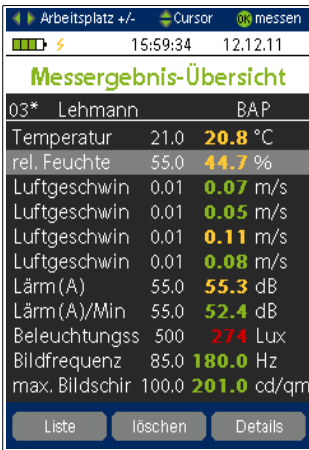 Arbeitsplatz +/- Cursor OK messen
15:59:34 12.12.11
Messergebnis-Übersicht
03* Lehmann BAP
Temperatur 21.0 20.8 °C
rel. Feuchte 55.0 44.7 %
Luftgeschwin 0.01 0.07 m/s
Luftgeschwin 0.01 0.05 m/s
Luftgeschwin 0.01 0.11 m/s
Luftgeschwin 0.01 0.08 m/s
Lärm(A) 55.0 55.3 dB
Lärm(A)/Min 55.0 52.4 dB
Beleuchtungss 500 274 Lux
Bildfrequenz 85.0 180.0 Hz
max. Bildschir 100.0 201.0 cd/qm
Liste löschen Details